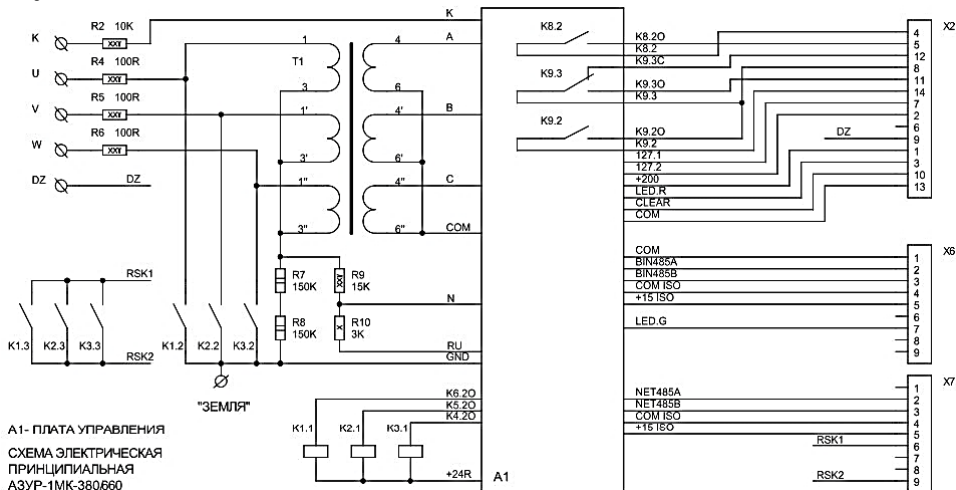 R2 10K
K
R4 100R
U
R5 100R
V
R6 100R
W
DZ DZ
1 T1 4
3 6
1' 4'
3' 6'
1" 4"
3" 6"
K
A
B
C
COM
R7
150K
R9
15K
R8
150K
R10
3K
N
RU
GND
RSK1
K1.3 K2.3 K3.3
RSK2
K1.2 K2.2 K3.2
"ЗЕМЛЯ"
K6.2O
K5.2O
K4.2O
K1.1 K2.1 K3.1
+24R
A1
K8.2
K9.3
K9.2
K8.2O
K8.2
K9.3C
K9.3O
K9.3
K9.2O
K9.2
127.1
127.2
+200
LED.R
CLEAR
COM
DZ
X2
4
5
12
8
11
14
7
2
6
9
1
3
10
13
COM
BIN485A
BIN485B
COM ISO
+15 ISO
LED.G
X6
1
2
3
4
5
6
7
8
9
NET485A
NET485B
COM ISO
+15 ISO
RSK1
RSK2
X7
1
2
3
4
5
6
7
8
9
А1- ПЛАТА УПРАВЛЕНИЯ
СХЕМА ЭЛЕКТРИЧЕСКАЯ
ПРИНЦИПИАЛЬНАЯ
АЗУР-1МК-380/660